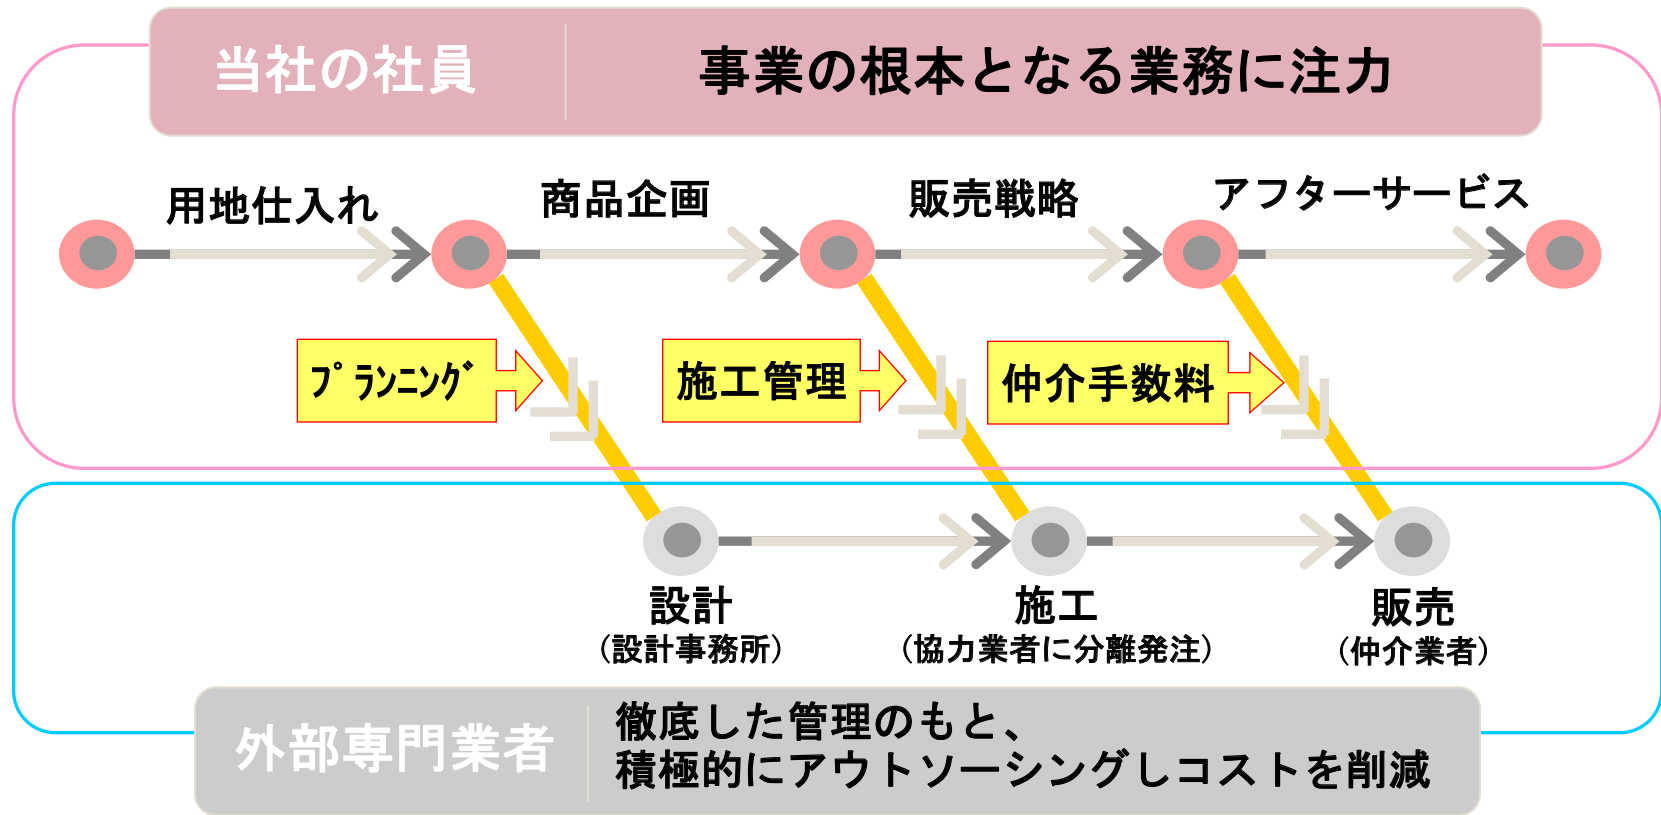 当社の社員
事業の根本となる業務に注力
用地仕入れ
商品企画
販売戦略
アフターサービス
ﾌﾟﾗﾝﾆﾝｸﾞ
施工管理
仲介手数料
設計
（設計事務所）
施工
（協力業者に分離発注）
販売
（仲介業者）
外部専門業者
徹底した管理のもと、
積極的にアウトソーシングしコストを削減